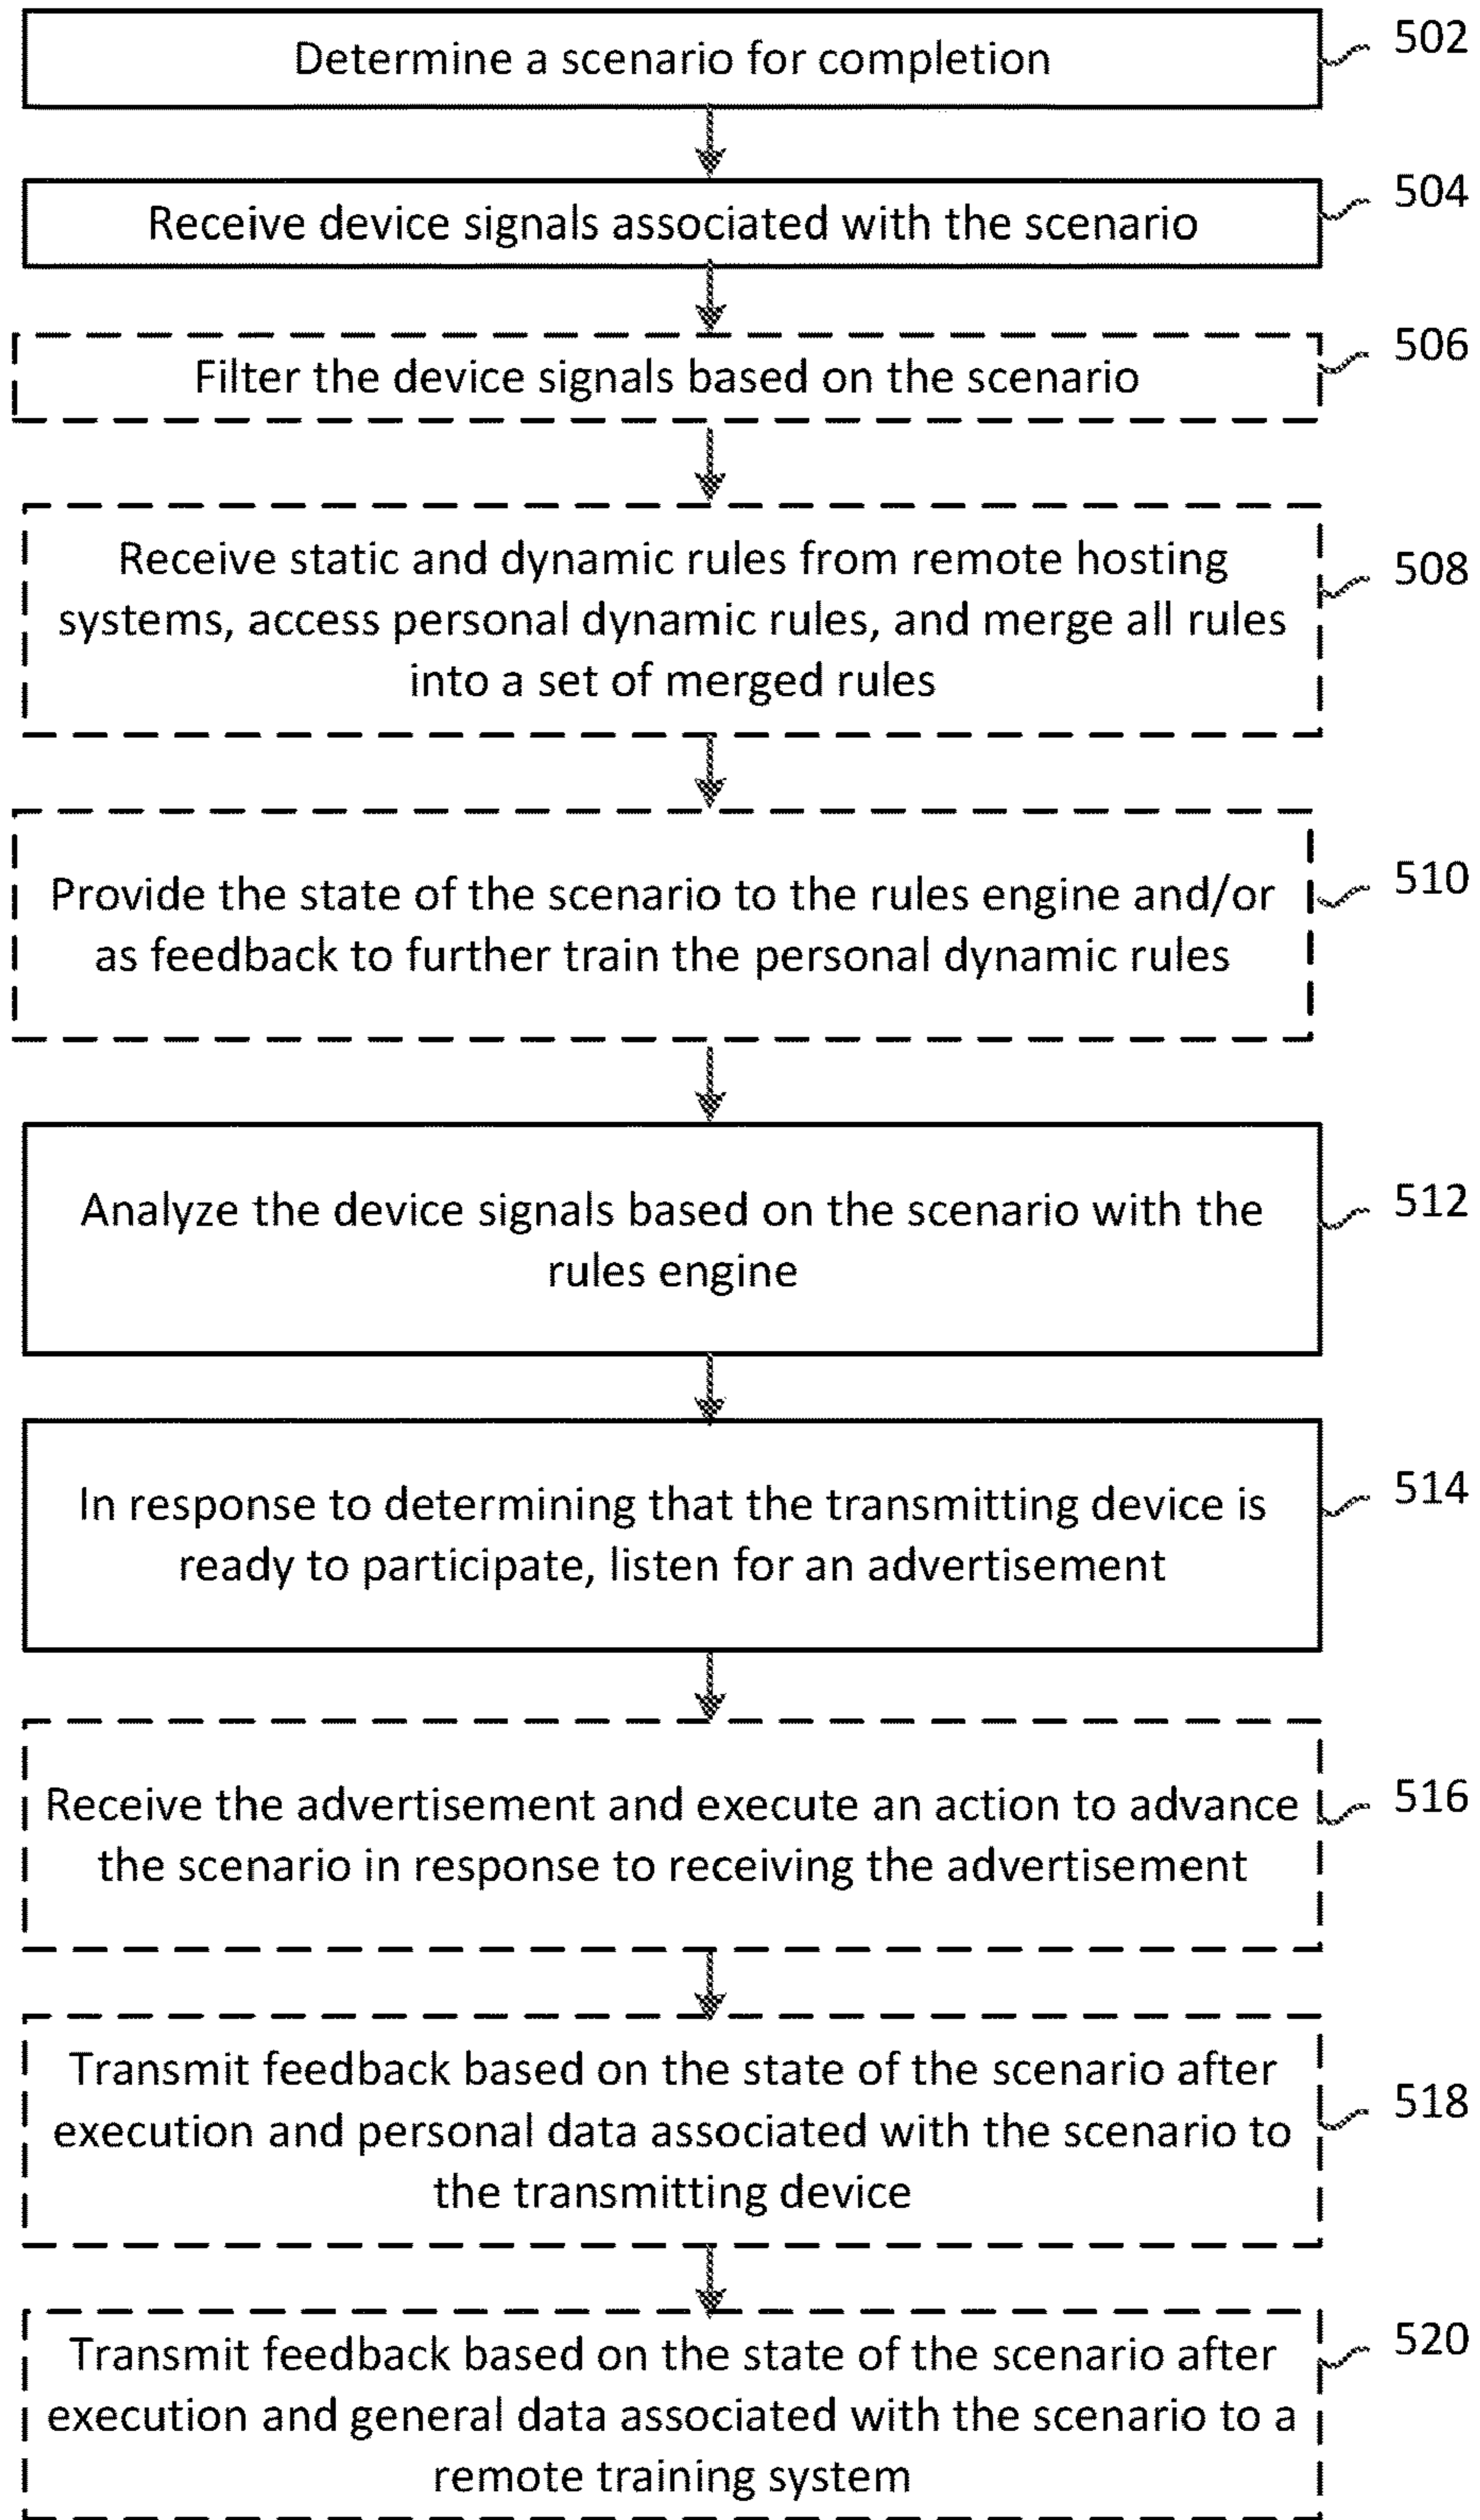 Determine a scenario for completion
502
Receive device signals associated with the scenario
504
Filter the device signals based on the scenario
506
Receive static and dynamic rules from remote hosting
systems, access personal dynamic rules, and merge all rules
into a set of merged rules
508
Provide the state of the scenario to the rules engine and/or
as feedback to further train the personal dynamic rules
510
Analyze the device signals based on the scenario with the
rules engine
512
In response to determining that the transmitting device is
ready to participate, listen for an advertisement
514
Receive the advertisement and execute an action to advance
the scenario in response to receiving the advertisement
516
Transmit feedback based on the state of the scenario after
execution and personal data associated with the scenario to
the transmitting device
518
Transmit feedback based on the state of the scenario after
execution and general data associated with the scenario to a
remote training system
520